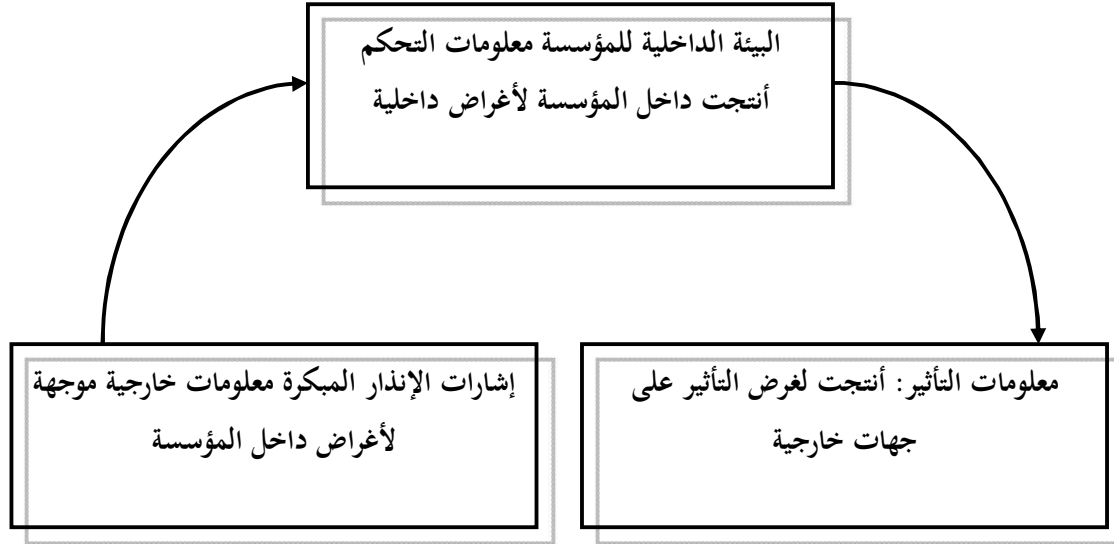 البيئة الداخلية للمؤسسة معلومات التحكم
أنتجت داخل المؤسسة لأغراض داخلية
إشارات الإنذار المبكرة معلومات خارجية موجهة
لأغراض داخل المؤسسة
معلومات التأثير: أنتجت لغرض التأثير على
جهات خارجية